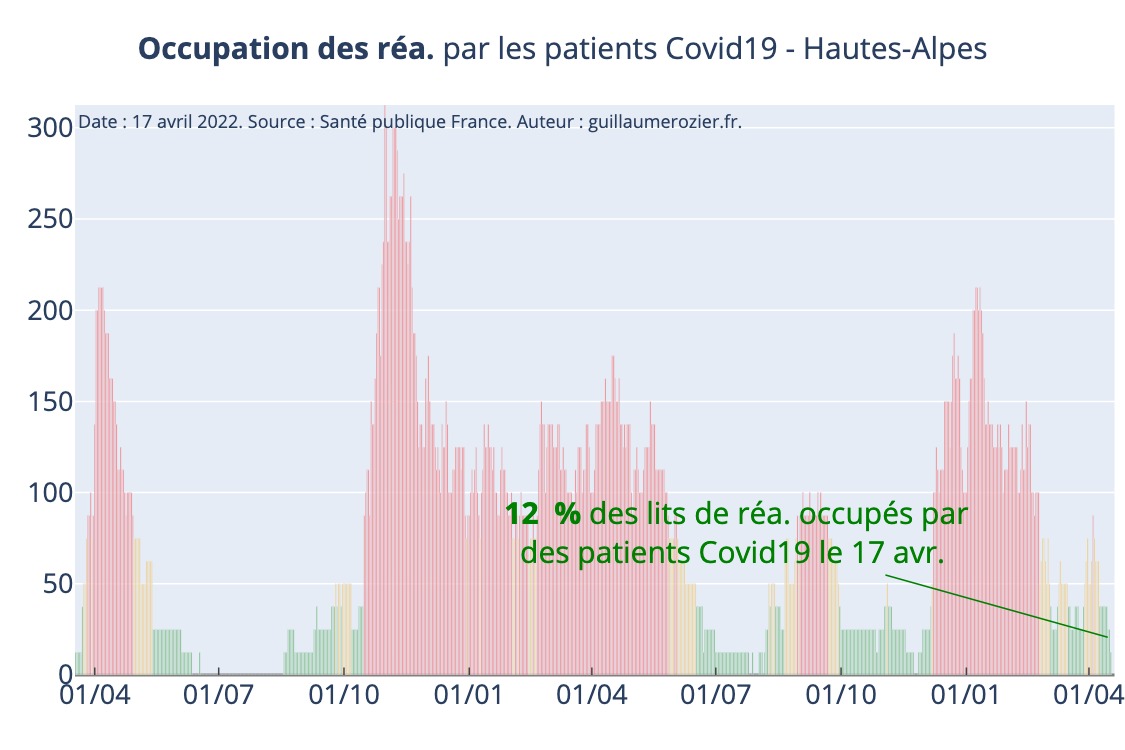 Occupation des réa. par les patients Covid19 - Hautes-Alpes
300
Date : 17 avril 2022. Source : Santé publique France. Auteur : guillaumerozier.fr.
250
200
150
100
12 % des lits de réa. occupés par
des patients Covid19 le 17 avr.
50
0
01/04 01/07 01/10 01/01 01/04 01/07 01/10 01/01 01/04